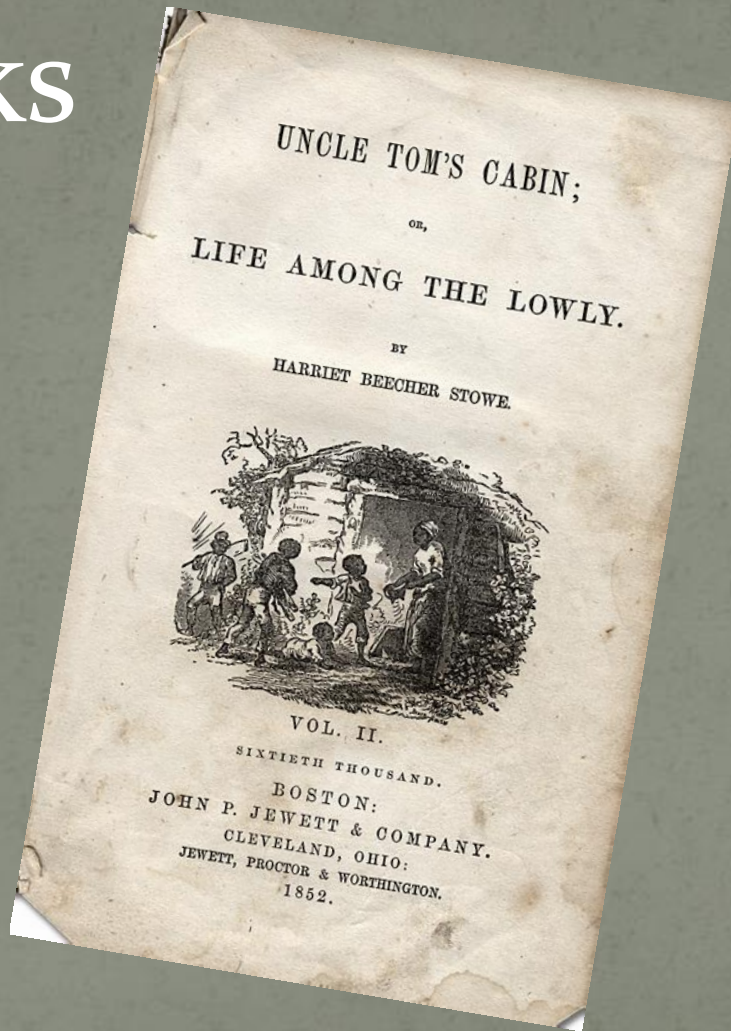 KS
UNCLE TOM'S CABIN;
OR,
LIFE AMONG THE LOWLY.
BY
HARRIET BEECHER STOWE.
VOL. II.
SIXTIETH THOUSAND.
BOSTON:
JOHN P. JEWETT & COMPANY.
CLEVELAND, OHIO:
JEWETT, PROCTOR & WORTHINGTON.
1852.